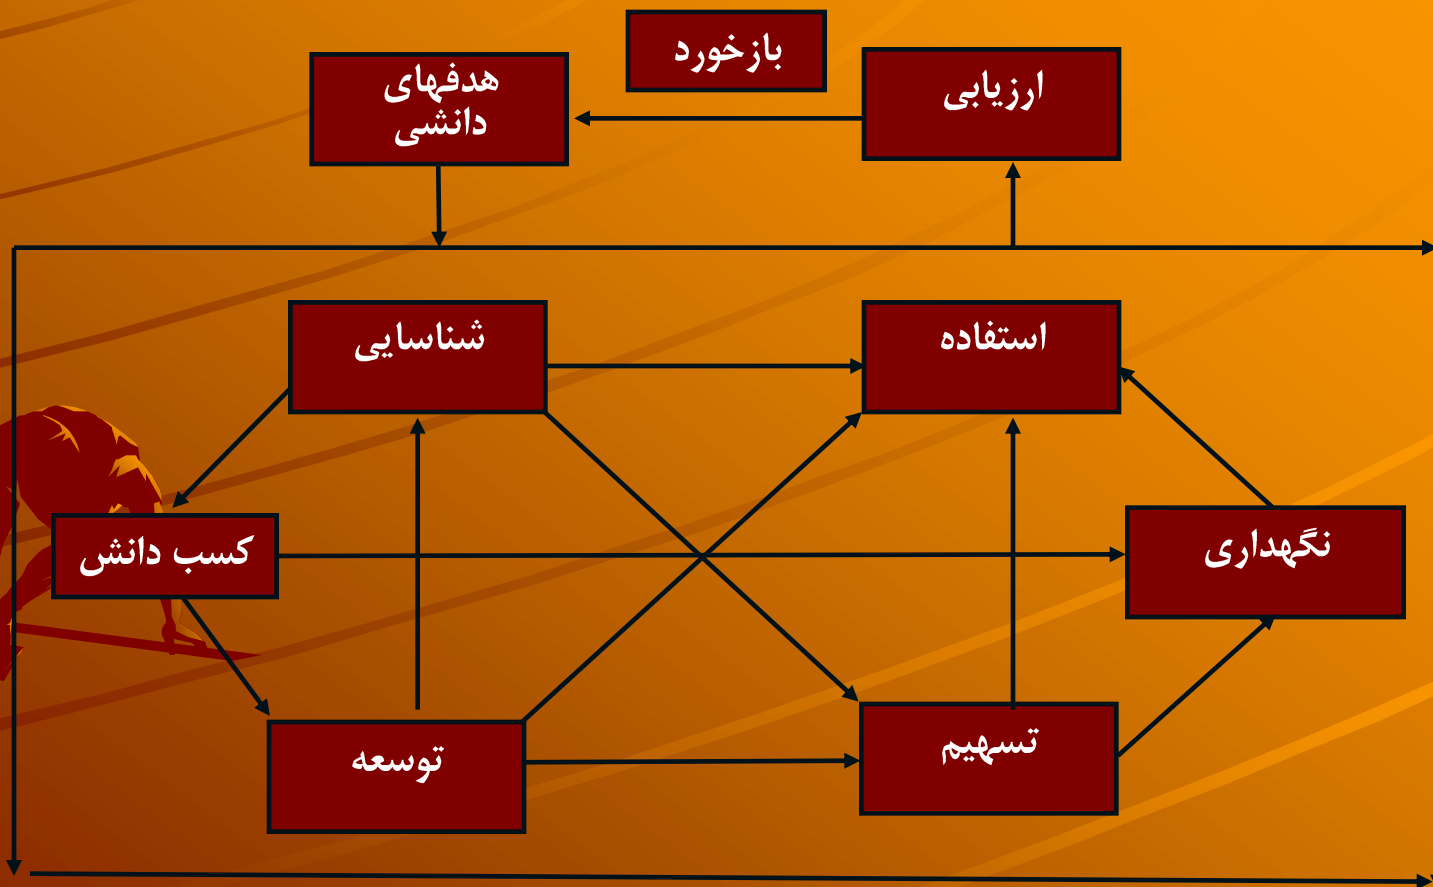 بازخورد
ارزیابی
هدفهای
دانشی
استفاده
شناسایی
نگهداری
کسب دانش
تسهیم
توسعه